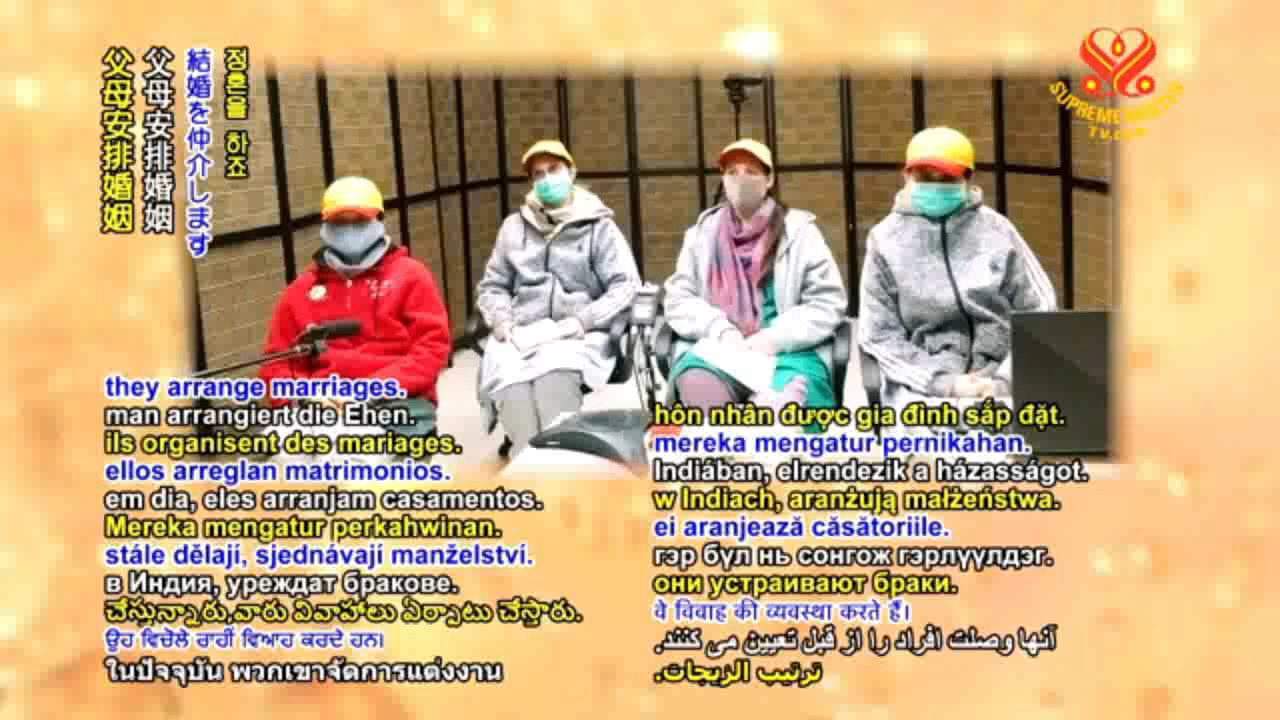 父母安排婚姻
父母安排婚姻
結婚を仲介します
정혼을 하죠
SUPREME
TV.com
they arrange marriages.
man arrangiert die Ehen.
ils organisent des mariages.
ellos arreglan matrimonios.
em dia, eles arranjam casamentos.
Mereka mengatur perkahwinan.
stále dělají, sjednávají manželství.
в Индия, уреждат бракове.
చేస్తున్నారు,వారు వివాహాలు ఏర్పాటు చేస్తారు.
ਉਹ ਵਿਚੋਲੇ ਰਾਹੀਂ ਵਿਆਹ ਕਰਦੇ ਹਨ।
ในปัจจุบัน พวกเขาจัดการแต่งงาน
hôn nhân được gia đình sắp đặt.
mereka mengatur pernikahan.
Indiában, elrendezik a házasságot.
w Indiach, aranżują małżeństwa.
ei aranjează căsătoriile.
гэр бүл нь сонгож гэрлүүлдэг.
они устраивают браки.
वे विवाह की व्यवस्था करते हैं।
آنها وصلت افراد را از قبل تعیین می کنند.
ترتيب الزيجات.